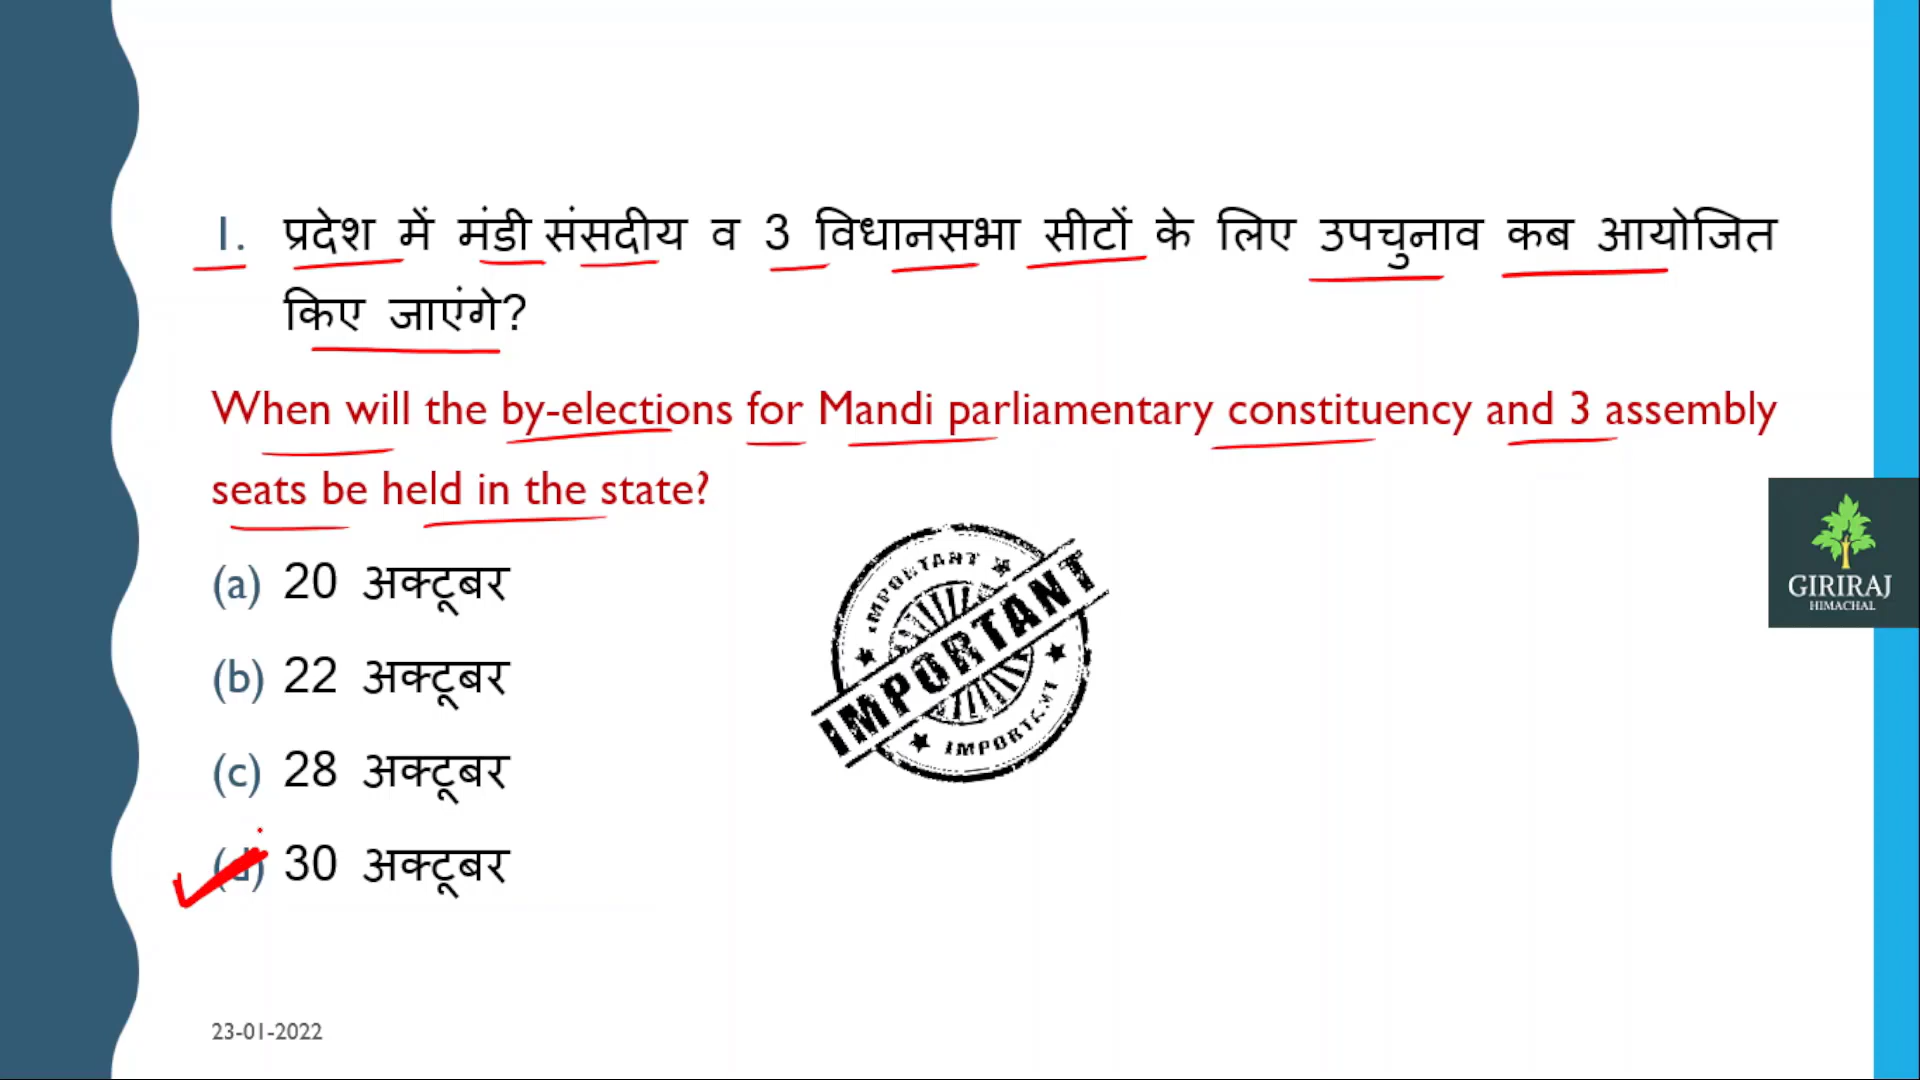 1. प्रदेश में मंडी संसदीय व 3 विधानसभा सीटों के लिए उपचुनाव कब आयोजित
किए जाएंगे?
When will the by-elections for Mandi parliamentary constituency and 3 assembly
seats be held in the state?
(a) 20 अक्टूबर
(b) 22 अक्टूबर
(c) 28 अक्टूबर
(d) 30 अक्टूबर
IMPORTANT
IMPORTANT
IMPORTANT
GIRIRAJ
HIMACHAL
23-01-2022